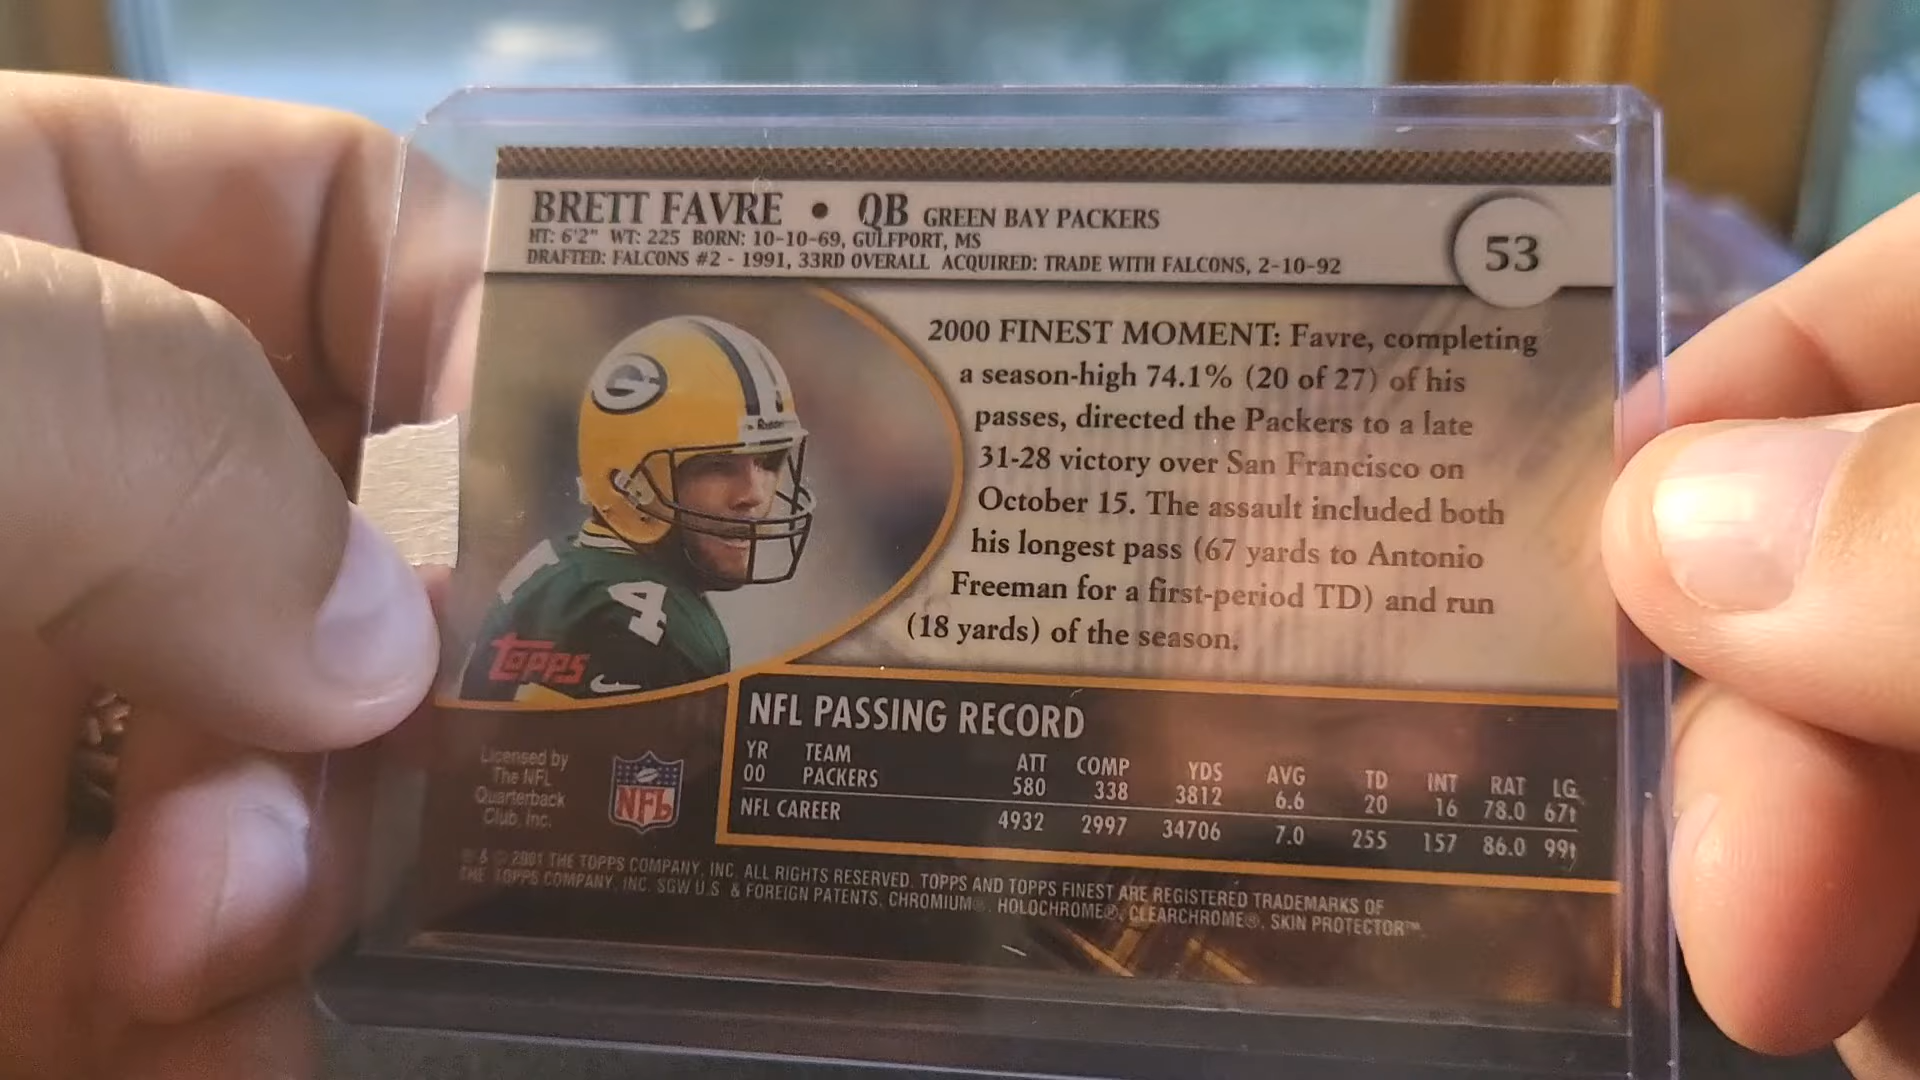 BRETT FAVRE • QB GREEN BAY PACKERS
HT: 6'2" WT: 225 BORN: 10-10-69, GULFPORT, MS
DRAFTED: FALCONS #2 - 1991, 33RD OVERALL ACQUIRED: TRADE WITH FALCONS, 2-10-92
53
G
Riddell
4
TOPPS
2000 FINEST MOMENT: Favre, completing
a season-high 74.1% (20 of 27) of his
passes, directed the Packers to a late
31-28 victory over San Francisco on
October 15. The assault included both
his longest pass (67 yards to Antonio
Freeman for a first-period TD) and run
(18 yards) of the season.
NFL PASSING RECORD
YR TEAM ATT COMP YDS AVG TD INT RAT LG
00 PACKERS 580 338 3812 6.6 20 16 78.0 67t
NFL CAREER 4932 2997 34706 7.0 255 157 86.0 99t
Licensed by
The NFL
Quarterback
Club, Inc.
NFL
® & © 2001 THE TOPPS COMPANY, INC. ALL RIGHTS RESERVED. TOPPS AND TOPPS FINEST ARE REGISTERED TRADEMARKS OF
THE TOPPS COMPANY, INC. SGW U.S. & FOREIGN PATENTS, CHROMIUM®, HOLOCHROME®, CLEARCHROME®, SKIN PROTECTOR™.